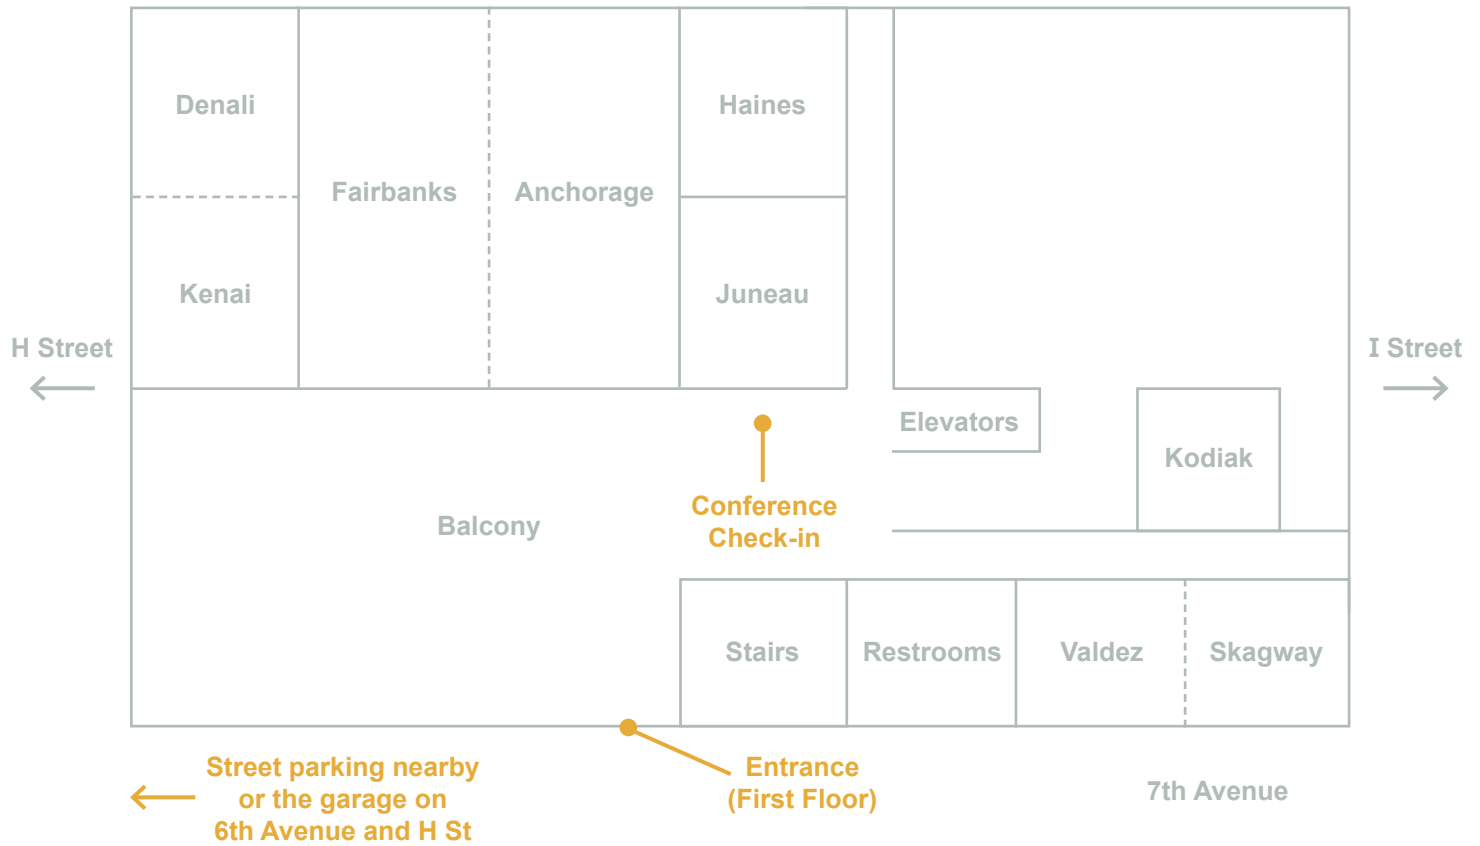 Denali
Haines
Fairbanks
Anchorage
Kenai
Juneau
H Street
I Street
Elevators
Kodiak
Conference
Check-in
Balcony
Stairs
Restrooms
Valdez
Skagway
Street parking nearby
or the garage on
6th Avenue and H St
Entrance
(First Floor)
7th Avenue